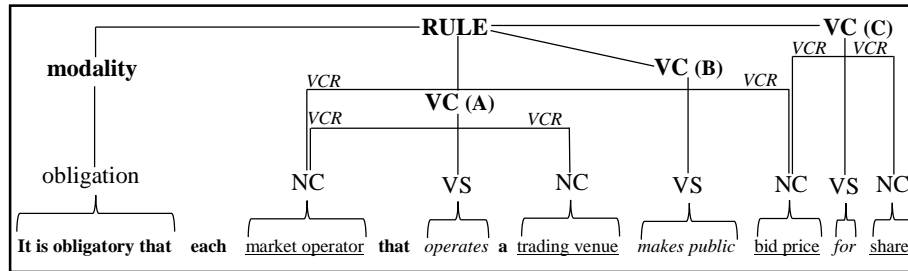 RULE VC (C)
VCR VCR
modality VC (B)
VCR VCR
VC (A)
VCR VCR
obligation NC VS NC VS NC VS NC
It is obligatory that each market operator that operates a trading venue makes public bid price for share